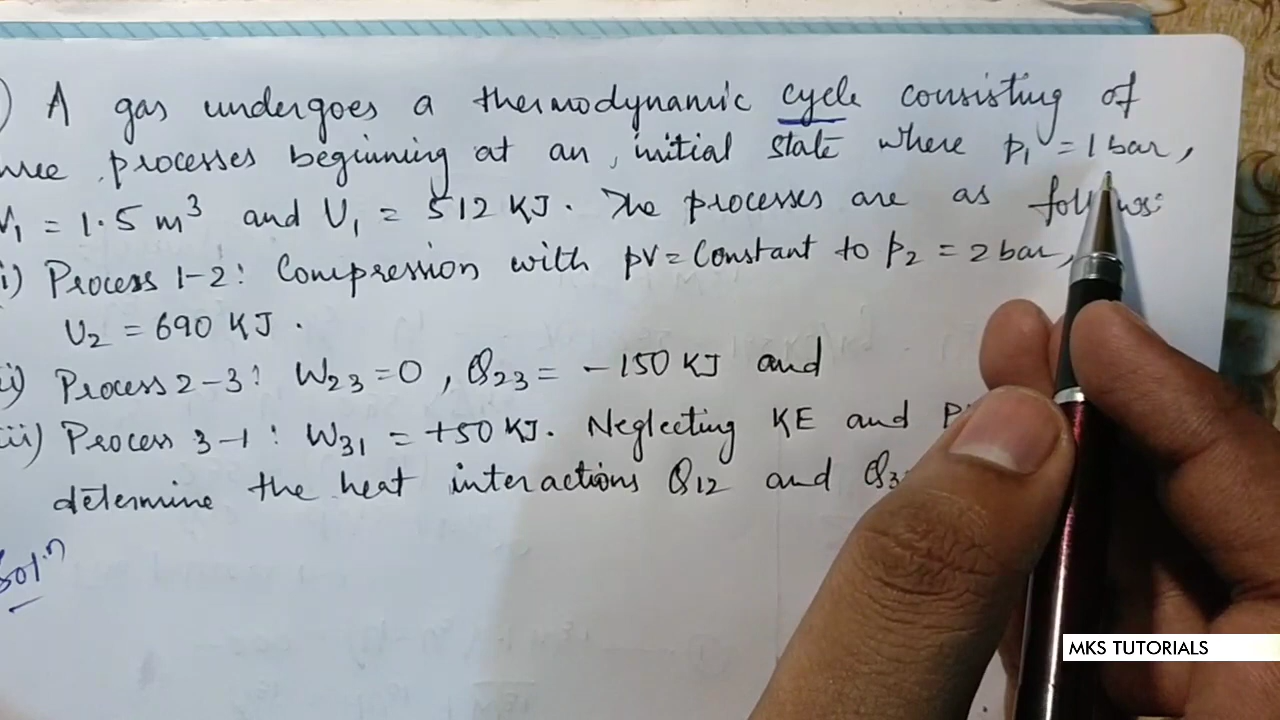 ) A gas undergoes a thermodynamic cycle consisting of
processes beginning at an initial state where P1 = 1 bar,
V1 = 1.5 m³ and U1 = 512 KJ. The processes are as
i) Process 1-2: Compression with pv = Constant to P2 = 2 bar,
U2 = 690 KJ.
Process 2-3: W23 = 0, Q23 = -150 KJ and
iii) Process 3-1: W31 = +50 KJ. Neglecting KE and
determine the heat interactions Q12 and
Solⁿ
MKS TUTORIALS